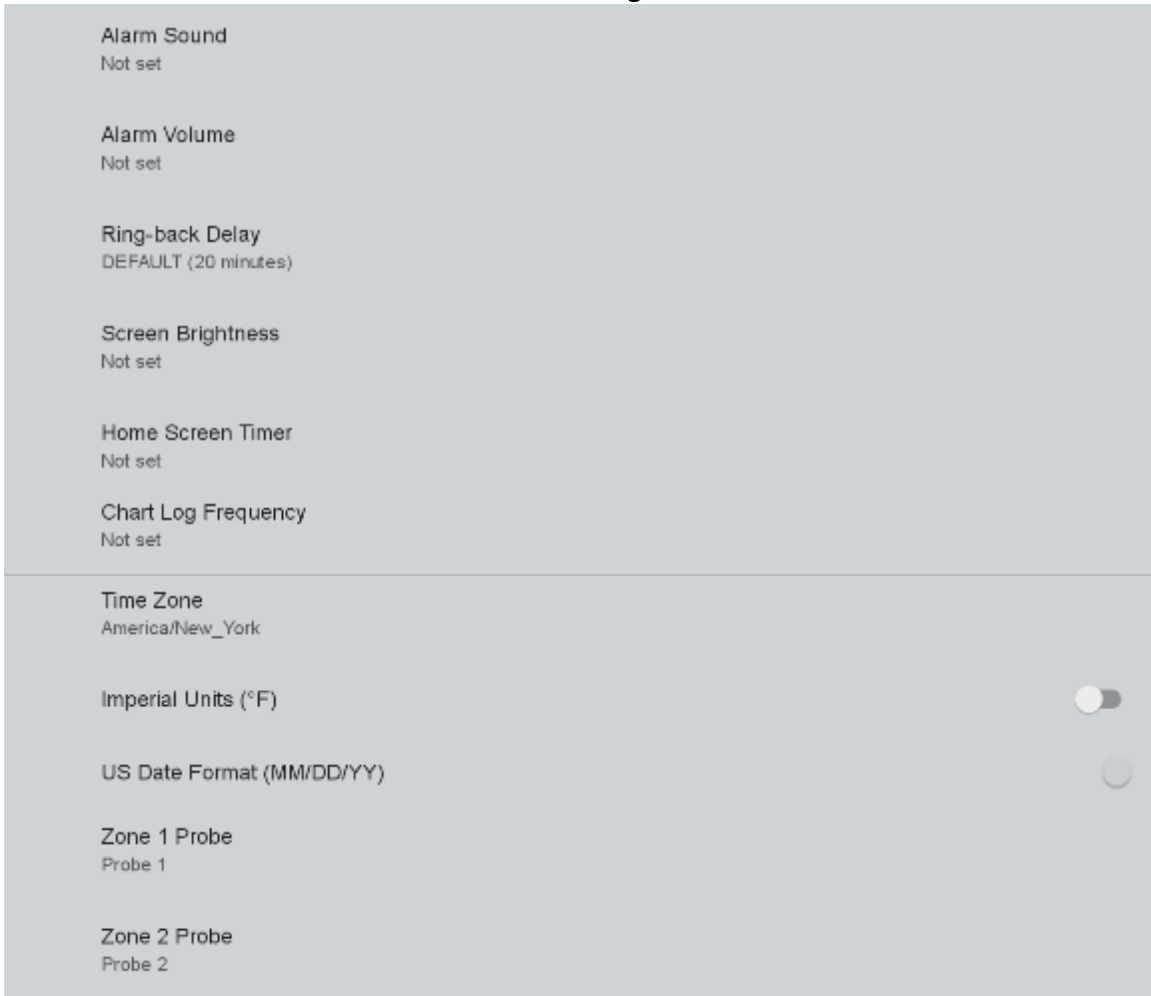 Alarm Sound
Not set
Alarm Volume
Not set
Ring-back Delay
DEFAULT (20 minutes)
Screen Brightness
Not set
Home Screen Timer
Not set
Chart Log Frequency
Not set
Time Zone
America/New_York
Imperial Units (°F)
US Date Format (MM/DD/YY)
Zone 1 Probe
Probe 1
Zone 2 Probe
Probe 2